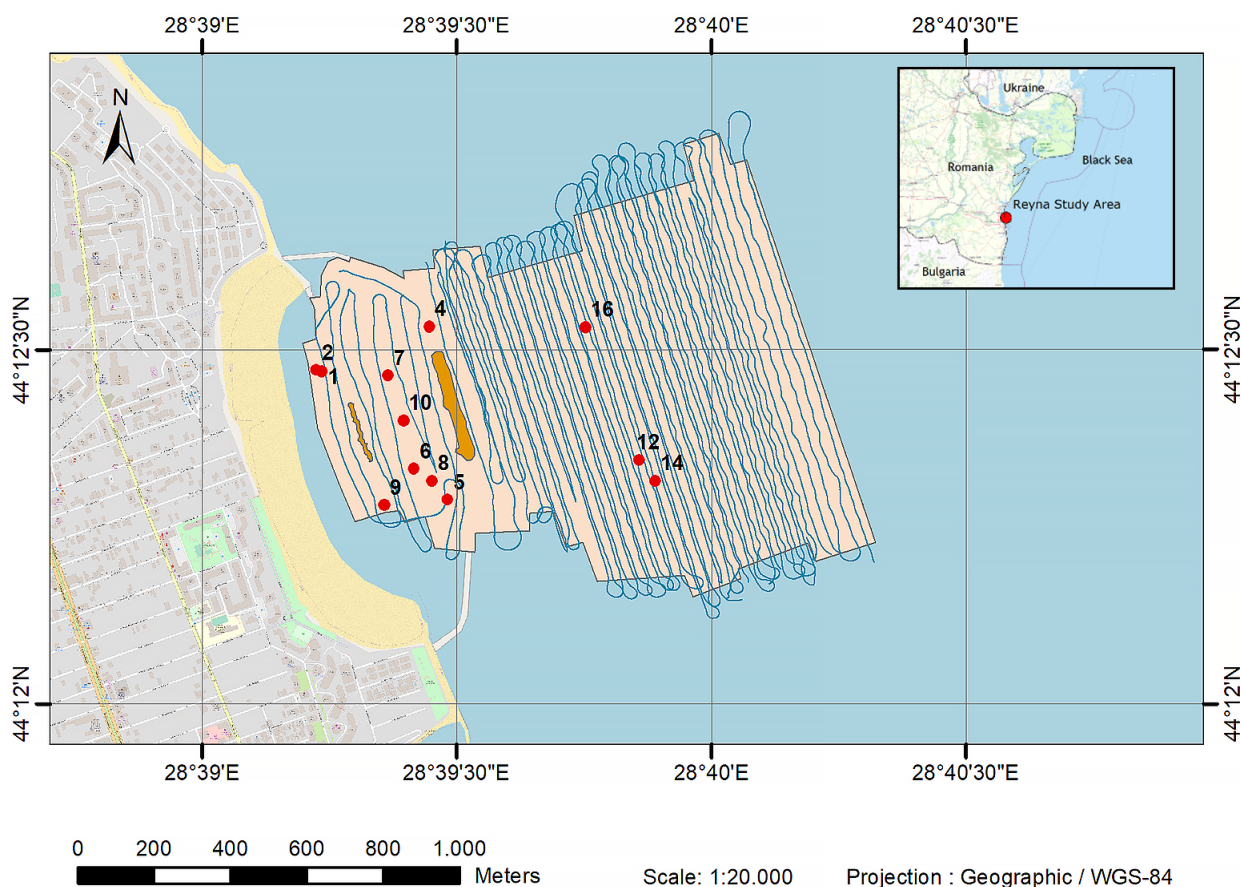 28°39'E 28°39'30"E 28°40'E 28°40'30"E
N
Ukraine
Romania
Black Sea
Reyna Study Area
Bulgaria
44°12'30"N
44°12'30"N
4
16
2
1
7
10
6
8
5
9
12
14
44°12'N
44°12'N
28°39'E 28°39'30"E 28°40'E 28°40'30"E
0 200 400 600 800 1.000
Meters
Scale: 1:20.000
Projection : Geographic / WGS-84